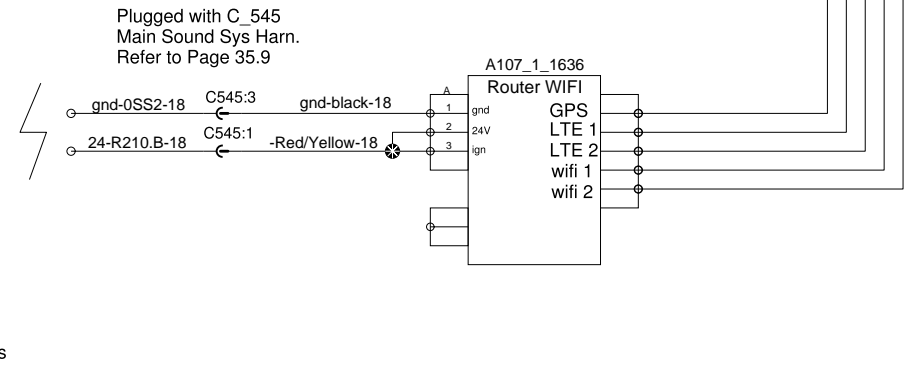 Plugged with C_545
Main Sound Sys Harn.
Refer to Page 35.9
A107_1_1636
Router WIFI
A
gnd-0SS2-18 C545:3 gnd-black-18 1 gnd GPS
2 24V LTE 1
24-R210.B-18 C545:1 -Red/Yellow-18 3 ign LTE 2
wifi 1
wifi 2
s